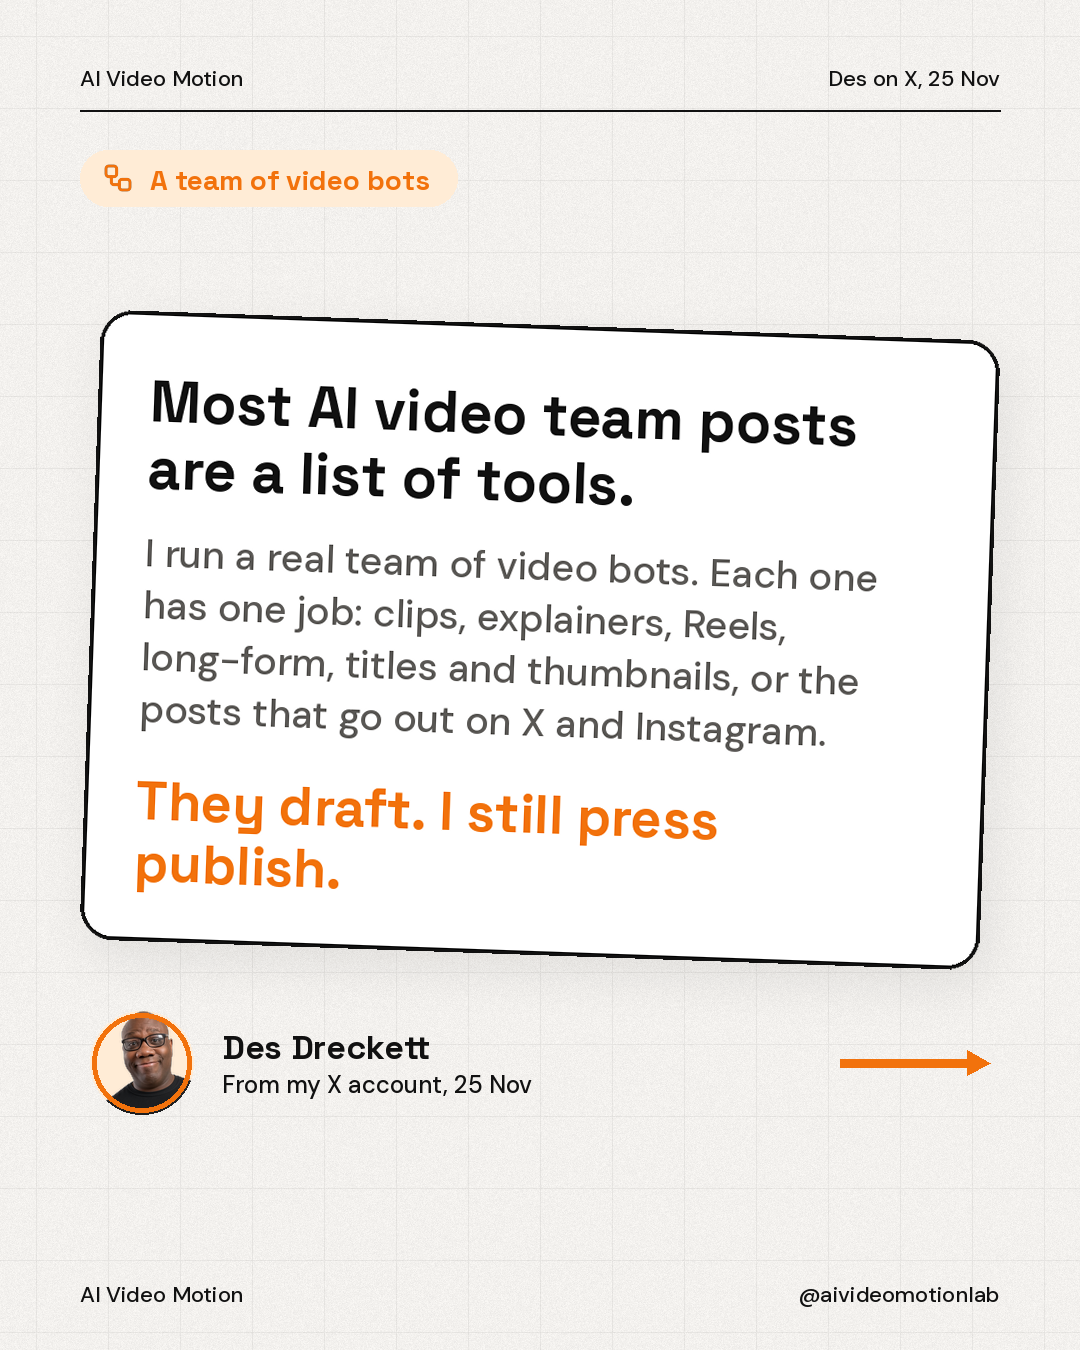 AI Video Motion
Des on X, 25 Nov
A team of video bots
Most AI video team posts
are a list of tools.
I run a real team of video bots. Each one
has one job: clips, explainers, Reels,
long-form, titles and thumbnails, or the
posts that go out on X and Instagram.
They draft. I still press
publish.
Des Dreckett
From my X account, 25 Nov
AI Video Motion
@aivideomotionlab